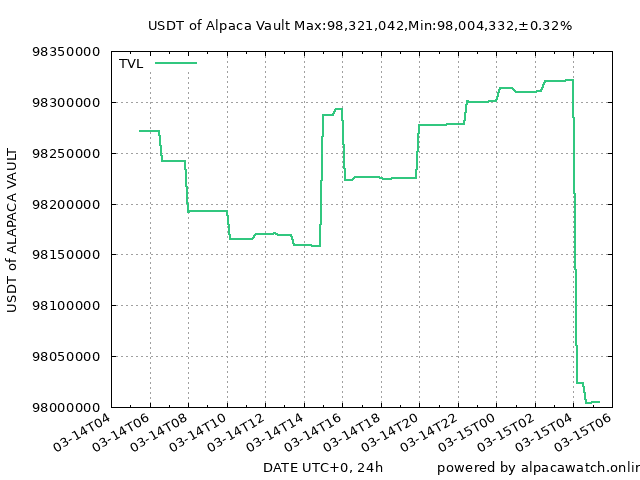 USDT of Alpaca Vault Max:98,321,042,Min:98,004,332,±0.32%
TVL
98350000
98300000
98250000
98200000
98150000
98100000
98050000
98000000
USDT of ALAPACA VAULT
03-14T04
03-14T06
03-14T08
03-14T10
03-14T12
03-14T14
03-14T16
03-14T18
03-14T20
03-14T22
03-15T00
03-15T02
03-15T04
03-15T06
DATE UTC+0, 24h
powered by alpacawatch.onlin